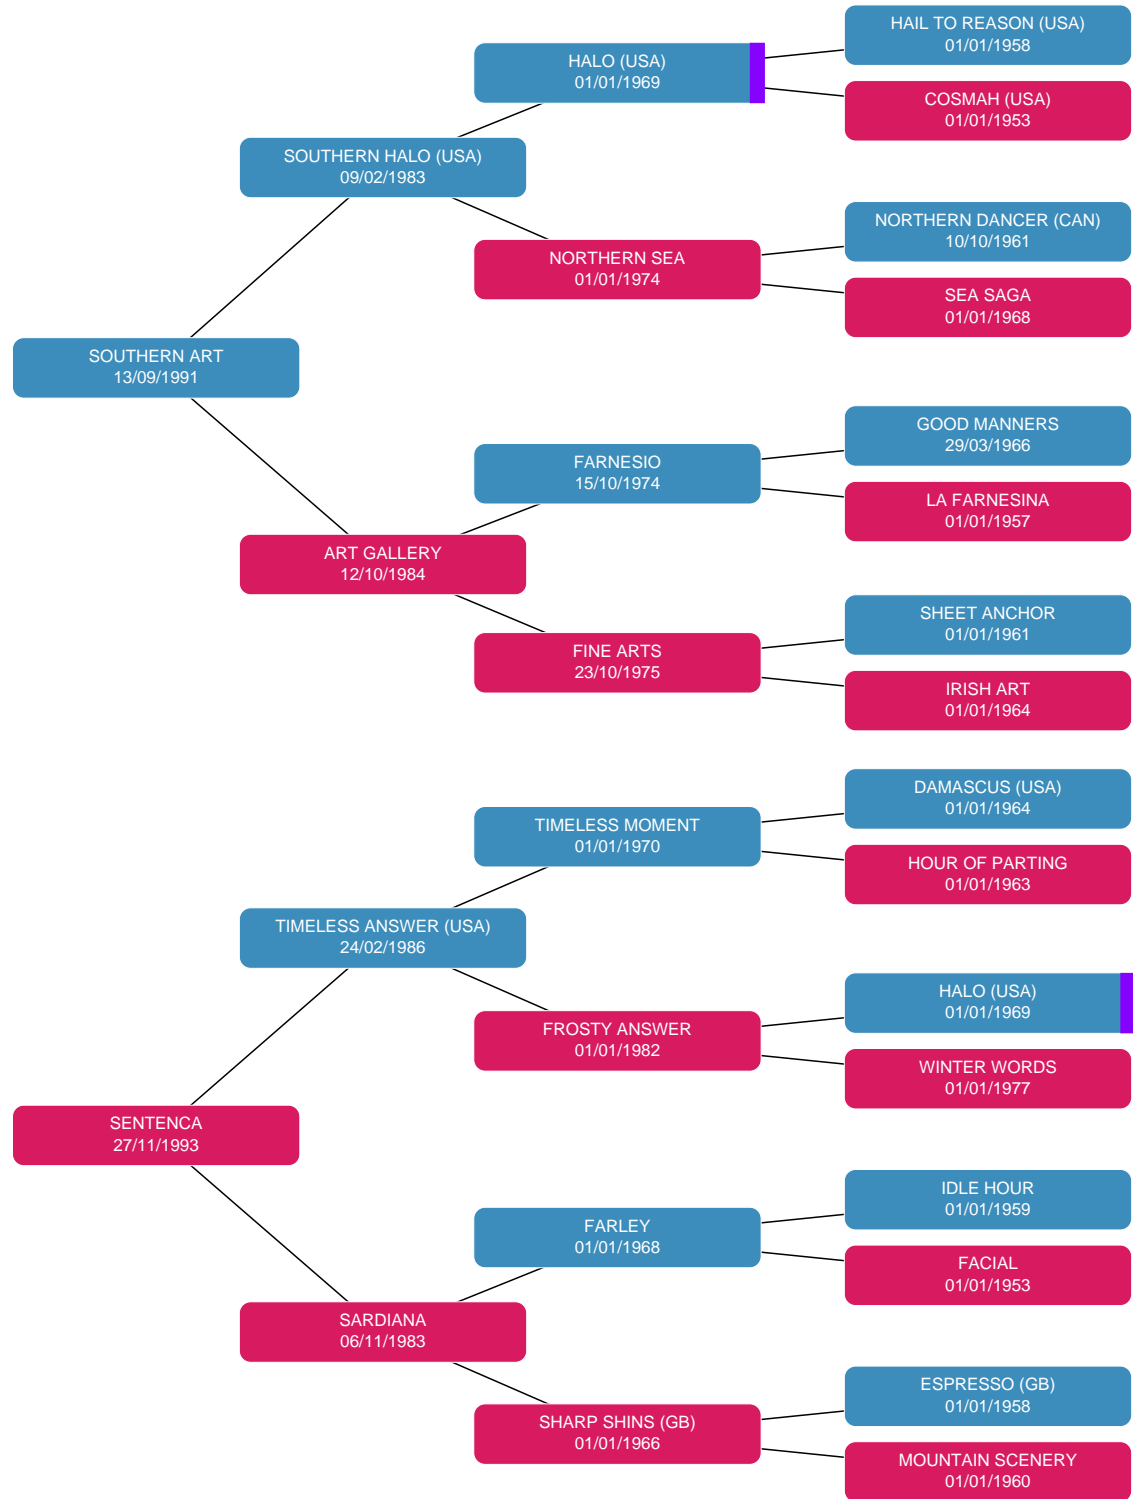 HAIL TO REASON (USA)
01/01/1958
HALO (USA)
01/01/1969
COSMAH (USA)
01/01/1953
SOUTHERN HALO (USA)
09/02/1983
NORTHERN DANCER (CAN)
10/10/1961
NORTHERN SEA
01/01/1974
SEA SAGA
01/01/1968
SOUTHERN ART
13/09/1991
GOOD MANNERS
29/03/1966
FARNESIO
15/10/1974
LA FARNESINA
01/01/1957
ART GALLERY
12/10/1984
SHEET ANCHOR
01/01/1961
FINE ARTS
23/10/1975
IRISH ART
01/01/1964
DAMASCUS (USA)
01/01/1964
TIMELESS MOMENT
01/01/1970
HOUR OF PARTING
01/01/1963
TIMELESS ANSWER (USA)
24/02/1986
HALO (USA)
01/01/1969
FROSTY ANSWER
01/01/1982
WINTER WORDS
01/01/1977
SENTENCA
27/11/1993
IDLE HOUR
01/01/1959
FARLEY
01/01/1968
FACIAL
01/01/1953
SARDIANA
06/11/1983
ESPRESSO (GB)
01/01/1958
SHARP SHINS (GB)
01/01/1966
MOUNTAIN SCENERY
01/01/1960